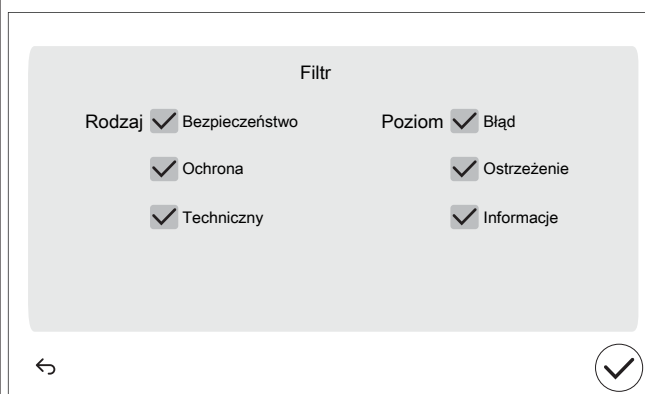 Filtr
Rodzaj Bezpieczeństwo Poziom Błąd
Ochrona Ostrzeżenie
Techniczny Informacje